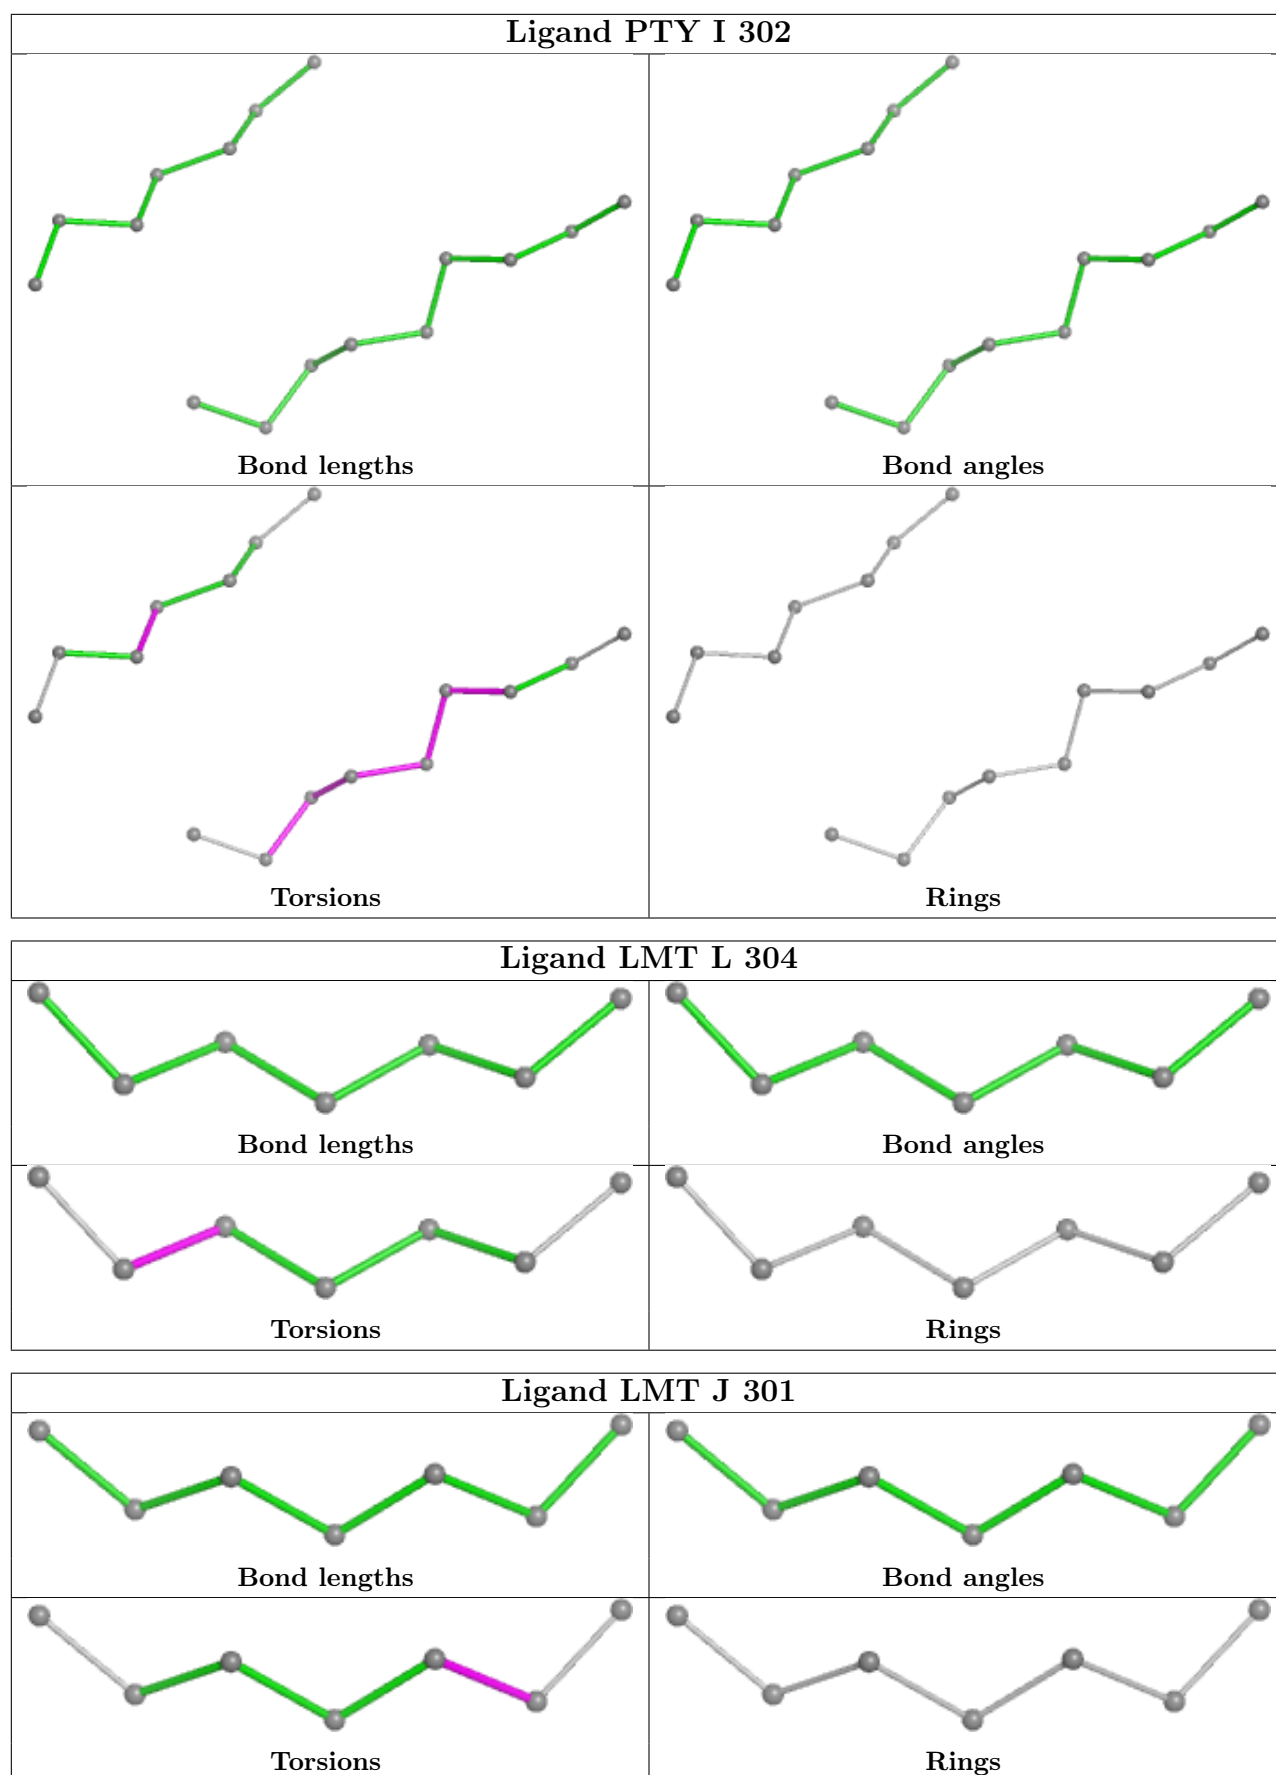 Ligand PTY I 302
Bond lengths
Bond angles
Torsions
Rings
Ligand LMT L 304
Bond lengths
Bond angles
Torsions
Rings
Ligand LMT J 301
Bond lengths
Bond angles
Torsions
Rings